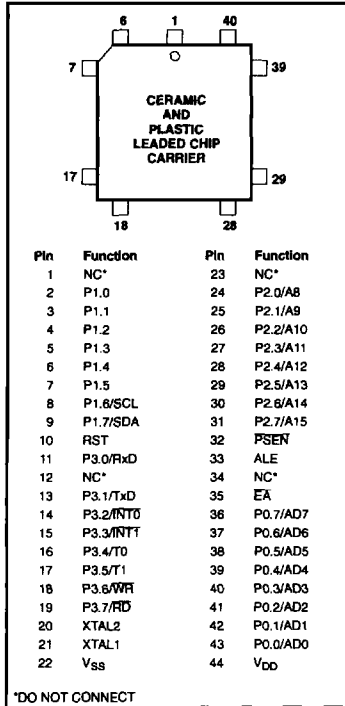 6 1 40
7 39
CERAMIC
AND
PLASTIC
LEADED CHIP
CARRIER
17 29
18 28
Pin Function Pin Function
1 NC* 23 NC*
2 P1.0 24 P2.0/A8
3 P1.1 25 P2.1/A9
4 P1.2 26 P2.2/A10
5 P1.3 27 P2.3/A11
6 P1.4 28 P2.4/A12
7 P1.5 29 P2.5/A13
8 P1.6/SCL 30 P2.6/A14
9 P1.7/SDA 31 P2.7/A15
10 RST 32 PSEN
11 P3.0/RxD 33 ALE
12 NC* 34 NC*
13 P3.1/TxD 35 EA
14 P3.2/INT0 36 P0.7/AD7
15 P3.3/INT1 37 P0.6/AD6
16 P3.4/T0 38 P0.5/AD5
17 P3.5/T1 39 P0.4/AD4
18 P3.6/WR 40 P0.3/AD3
19 P3.7/RD 41 P0.2/AD2
20 XTAL2 42 P0.1/AD1
21 XTAL1 43 P0.0/AD0
22 VSS 44 VDD
*DO NOT CONNECT